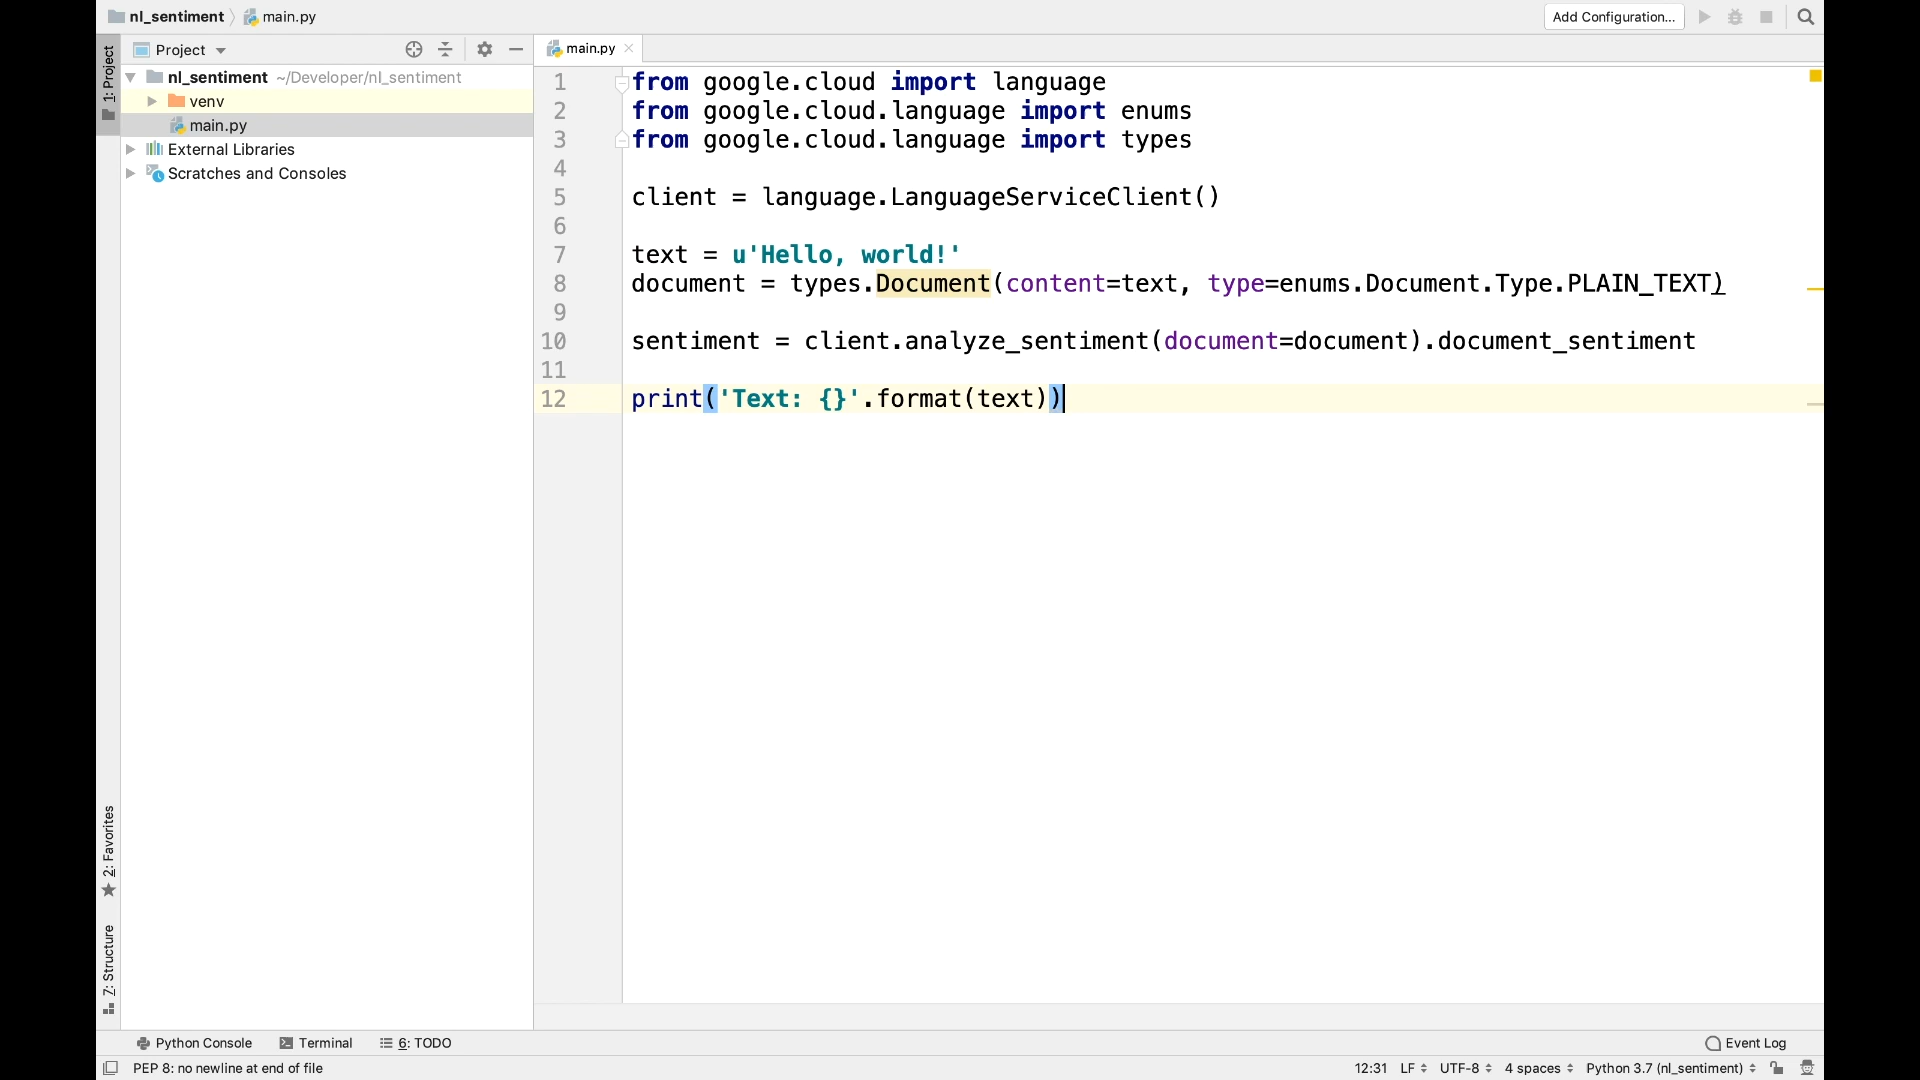 nl_sentiment main.py Add Configuration...
1: Project
Project
nl_sentiment ~/Developer/nl_sentiment
venv
main.py
External Libraries
Scratches and Consoles
2: Favorites
7: Structure
main.py
1 from google.cloud import language
2 from google.cloud.language import enums
3 from google.cloud.language import types
4
5 client = language.LanguageServiceClient()
6
7 text = u'Hello, world!'
8 document = types.Document(content=text, type=enums.Document.Type.PLAIN_TEXT)
9
10 sentiment = client.analyze_sentiment(document=document).document_sentiment
11
12 print('Text: {}'.format(text))
Python Console Terminal 6: TODO Event Log
PEP 8: no newline at end of file 12:31 LF UTF-8 4 spaces Python 3.7 (nl_sentiment)